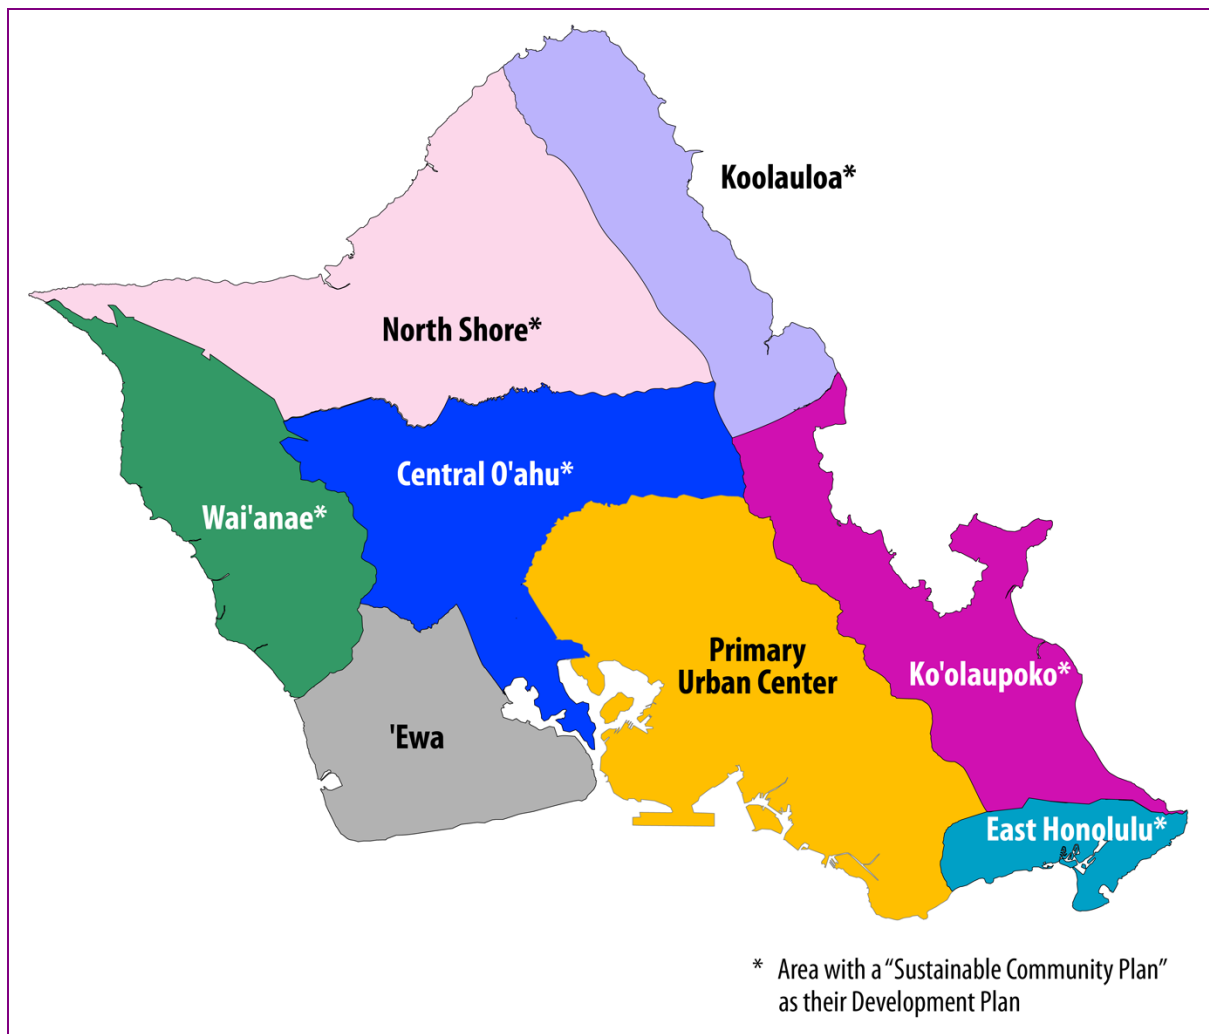 Koolauloa*
North Shore*
Central O'ahu*
Wai'anae*
Primary
Urban Center
Ko'olaupoko*
'Ewa
East Honolulu*
* Area with a “Sustainable Community Plan”
as their Development Plan